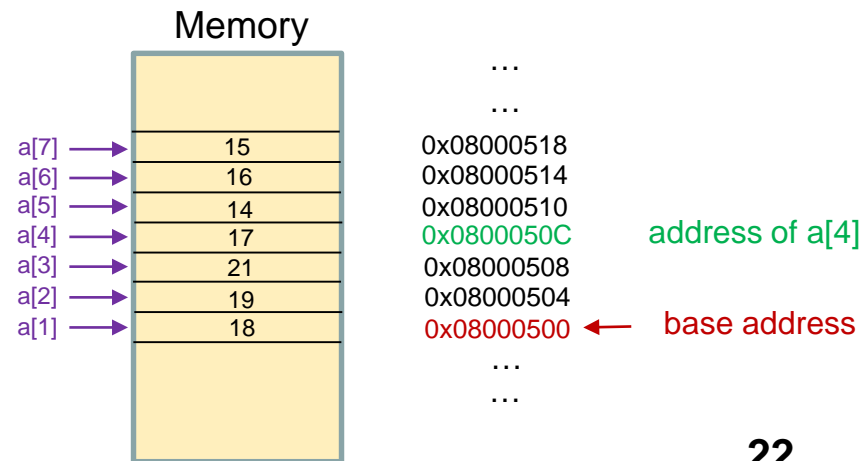 Memory
…
…
a[7] 15 0x08000518
a[6] 16 0x08000514
a[5] 14 0x08000510
a[4] 17 0x0800050C address of a[4]
a[3] 21 0x08000508
a[2] 19 0x08000504
a[1] 18 0x08000500 base address
…
…
22